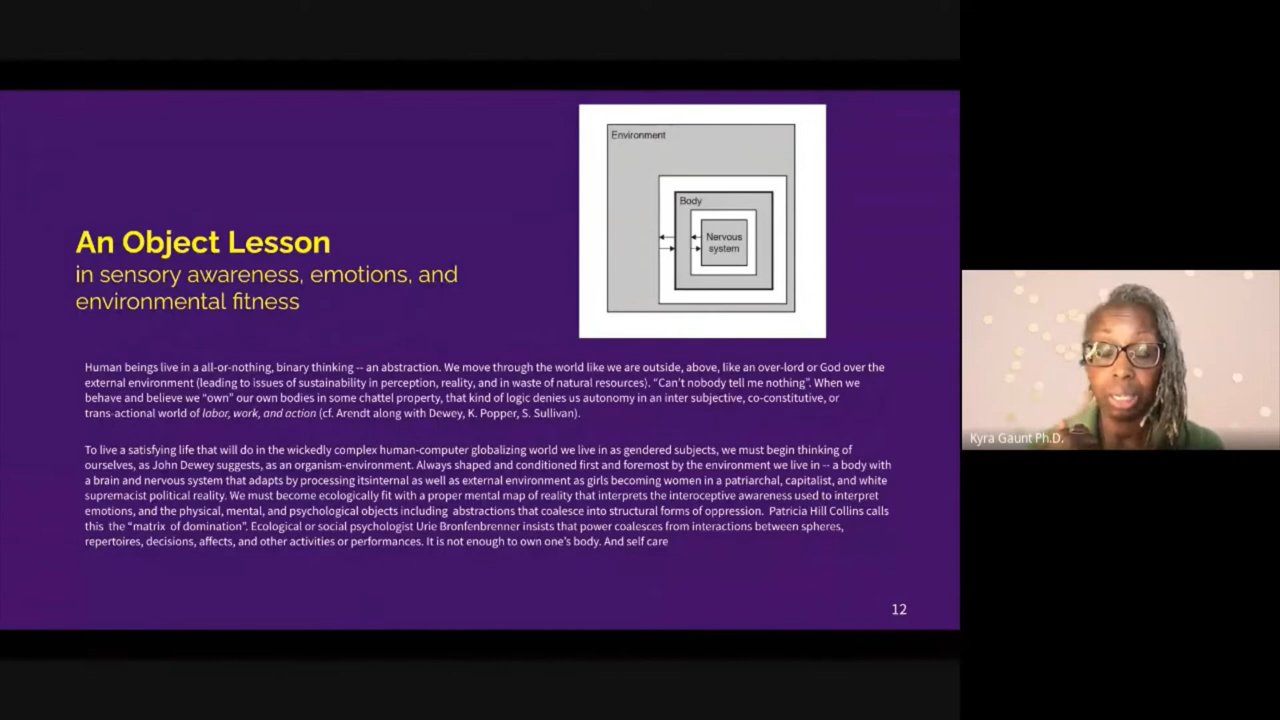 Environment
Body
Nervous
system
An Object Lesson
in sensory awareness, emotions, and
environmental fitness
Human beings live in a all-or-nothing, binary thinking -- an abstraction. We move through the world like we are outside, above, like an over-lord or God over the
external environment (leading to issues of sustainability in perception, reality, and in waste of natural resources). “Can’t nobody tell me nothing”. When we
behave and believe we “own” our own bodies in some chattel property, that kind of logic denies us autonomy in an inter subjective, co-constitutive, or
trans-actional world of labor, work, and action (cf. Arendt along with Dewey, K. Popper, S. Sullivan).
To live a satisfying life that will do in the wickedly complex human-computer globalizing world we live in as gendered subjects, we must begin thinking of
ourselves, as John Dewey suggests, as an organism-environment. Always shaped and conditioned first and foremost by the environment we live in -- a body with
a brain and nervous system that adapts by processing itsinternal as well as external environment as girls becoming women in a patriarchal, capitalist, and white
supremacist political reality. We must become ecologically fit with a proper mental map of reality that interprets the interoceptive awareness used to interpret
emotions, and the physical, mental, and psychological objects including abstractions that coalesce into structural forms of oppression. Patricia Hill Collins calls
this the “matrix of domination”. Ecological or social psychologist Urie Bronfenbrenner insists that power coalesces from interactions between spheres,
repertoires, decisions, affects, and other activities or performances. It is not enough to own one’s body. And self care
12
Kyra Gaunt Ph.D.